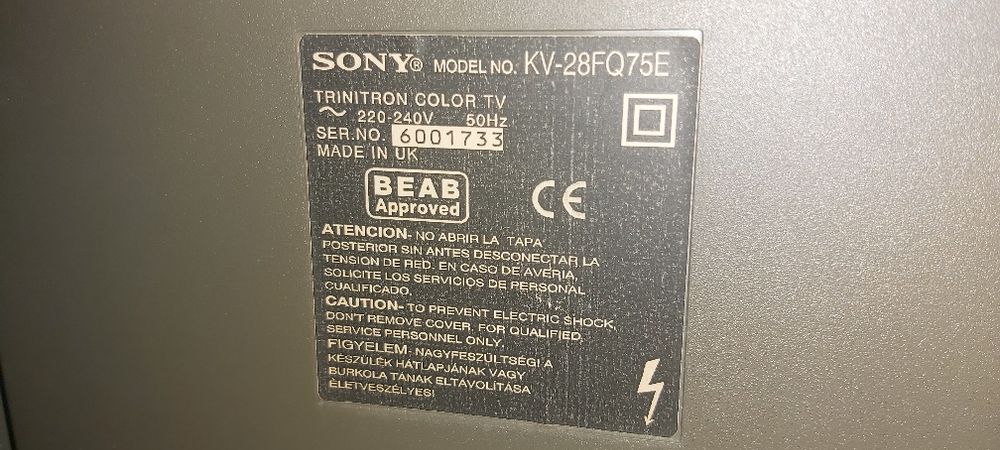 SONY® MODEL NO. KV-28FQ75E
TRINITRON COLOR TV
~ 220-240V 50Hz
SER.NO. 6001733
MADE IN UK
BEAB
Approved
CE
ATENCION- NO ABRIR LA TAPA
POSTERIOR SIN ANTES DESCONECTAR LA
TENSION DE RED. EN CASO DE AVERIA,
SOLICITE LOS SERVICIOS DE PERSONAL
CUALIFICADO.
CAUTION- TO PREVENT ELECTRIC SHOCK,
DON'T REMOVE COVER. FOR QUALIFIED
SERVICE PERSONNEL ONLY.
FIGYELEM- NAGYFESZÜLTSÉG! A
KÉSZÜLÉK HÁTLAPJÁNAK VAGY
BURKOLATÁNAK ELTÁVOLÍTÁSA
ÉLETVESZÉLYES!